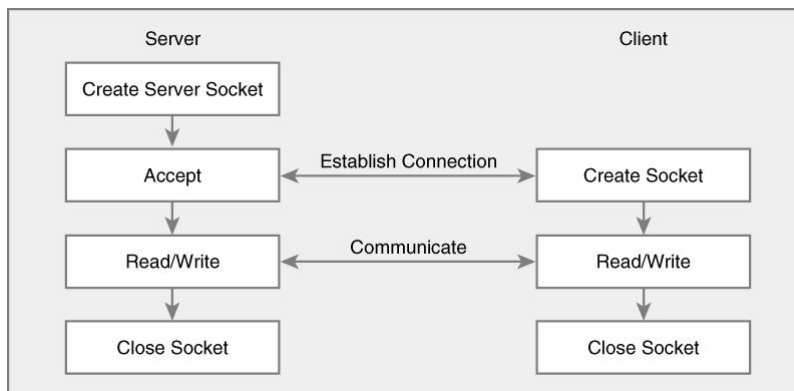 Server
Client
Create Server Socket
Establish Connection
Accept
Create Socket
Communicate
Read/Write
Read/Write
Close Socket
Close Socket